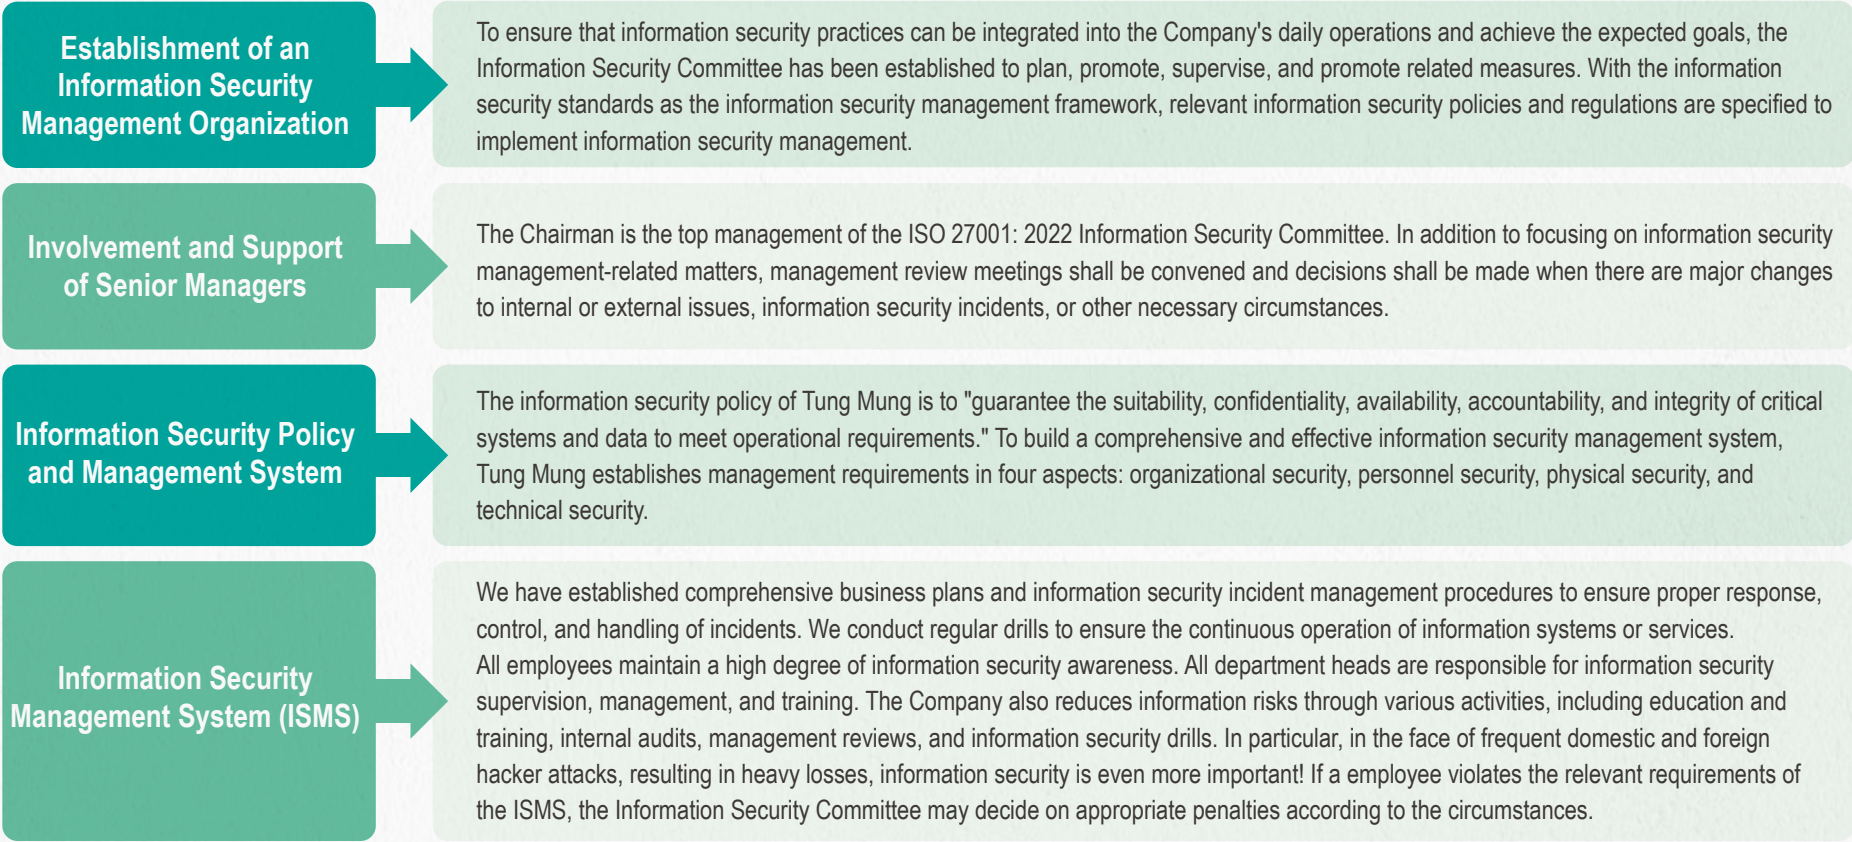 Establishment of an
Information Security
Management Organization
To ensure that information security practices can be integrated into the Company's daily operations and achieve the expected goals, the
Information Security Committee has been established to plan, promote, supervise, and promote related measures. With the information
security standards as the information security management framework, relevant information security policies and regulations are specified to
implement information security management.
Involvement and Support
of Senior Managers
The Chairman is the top management of the ISO 27001: 2022 Information Security Committee. In addition to focusing on information security
management-related matters, management review meetings shall be convened and decisions shall be made when there are major changes
to internal or external issues, information security incidents, or other necessary circumstances.
Information Security Policy
and Management System
The information security policy of Tung Mung is to "guarantee the suitability, confidentiality, availability, accountability, and integrity of critical
systems and data to meet operational requirements." To build a comprehensive and effective information security management system,
Tung Mung establishes management requirements in four aspects: organizational security, personnel security, physical security, and
technical security.
Information Security
Management System (ISMS)
We have established comprehensive business plans and information security incident management procedures to ensure proper response,
control, and handling of incidents. We conduct regular drills to ensure the continuous operation of information systems or services.
All employees maintain a high degree of information security awareness. All department heads are responsible for information security
supervision, management, and training. The Company also reduces information risks through various activities, including education and
training, internal audits, management reviews, and information security drills. In particular, in the face of frequent domestic and foreign
hacker attacks, resulting in heavy losses, information security is even more important! If a employee violates the relevant requirements of
the ISMS, the Information Security Committee may decide on appropriate penalties according to the circumstances.